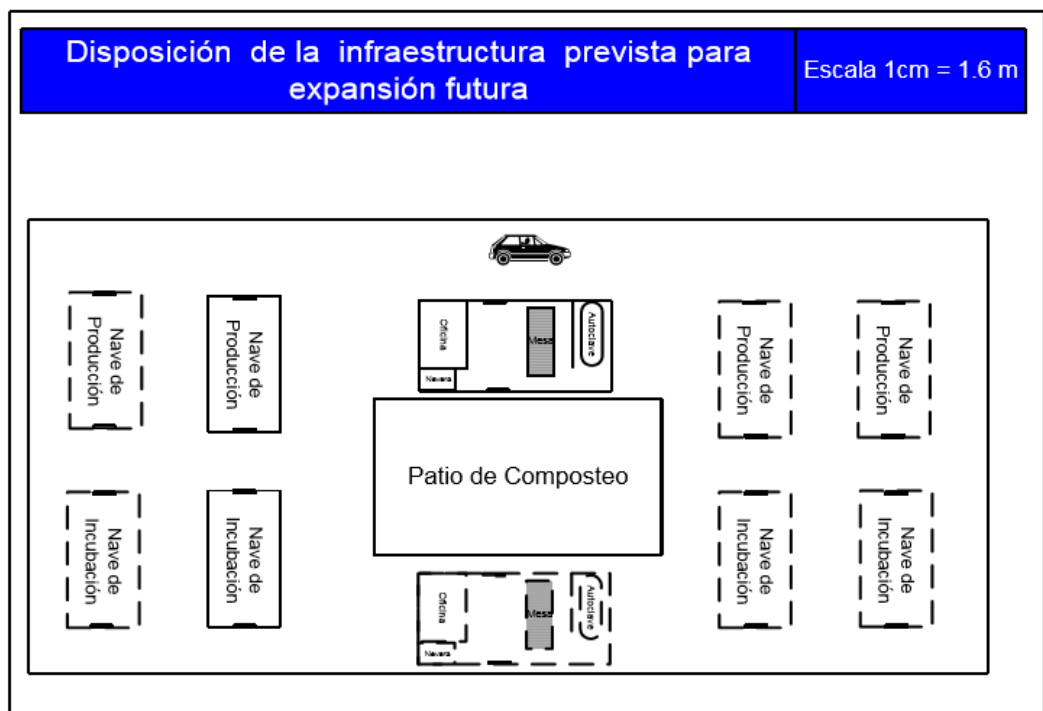 Disposición de la infraestructura prevista para
expansión futura
Escala 1cm = 1.6 m
Nave de
Producción
Nave de
Producción
Oficina
Nevera
Mesa
Autoclave
Nave de
Producción
Nave de
Producción
Patio de Composteo
Nave de
Incubación
Nave de
Incubación
Oficina
Nevera
Mesa
Autoclave
Nave de
Incubación
Nave de
Incubación